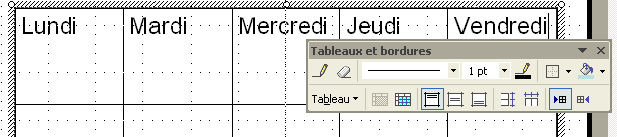 Lundi Mardi Mercredi Jeudi Vendredi
Tableaux et bordures
1 pt
Tableau